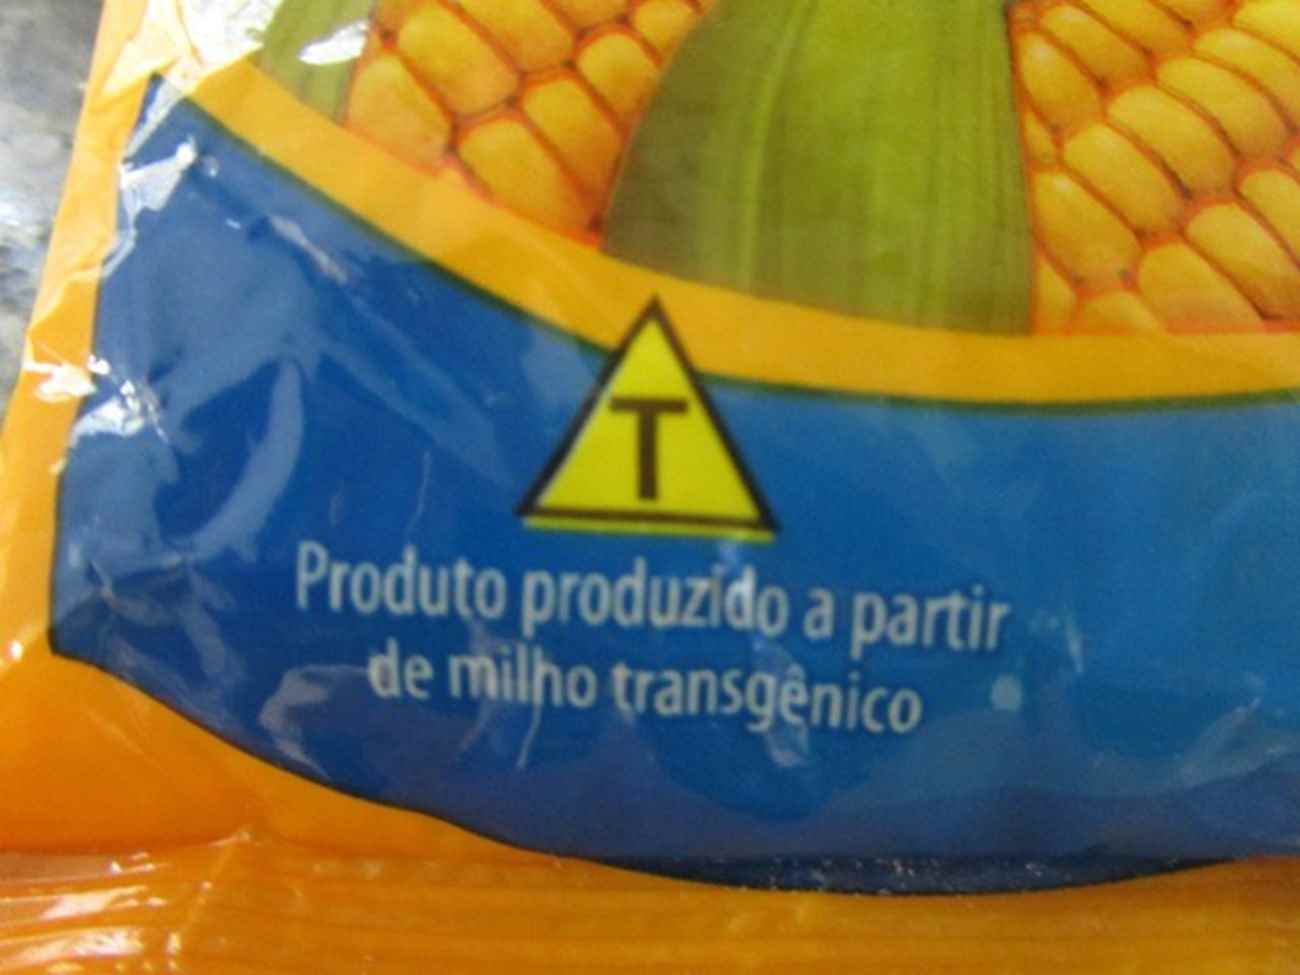 T
Produto produzido a partir
de milho transgênico